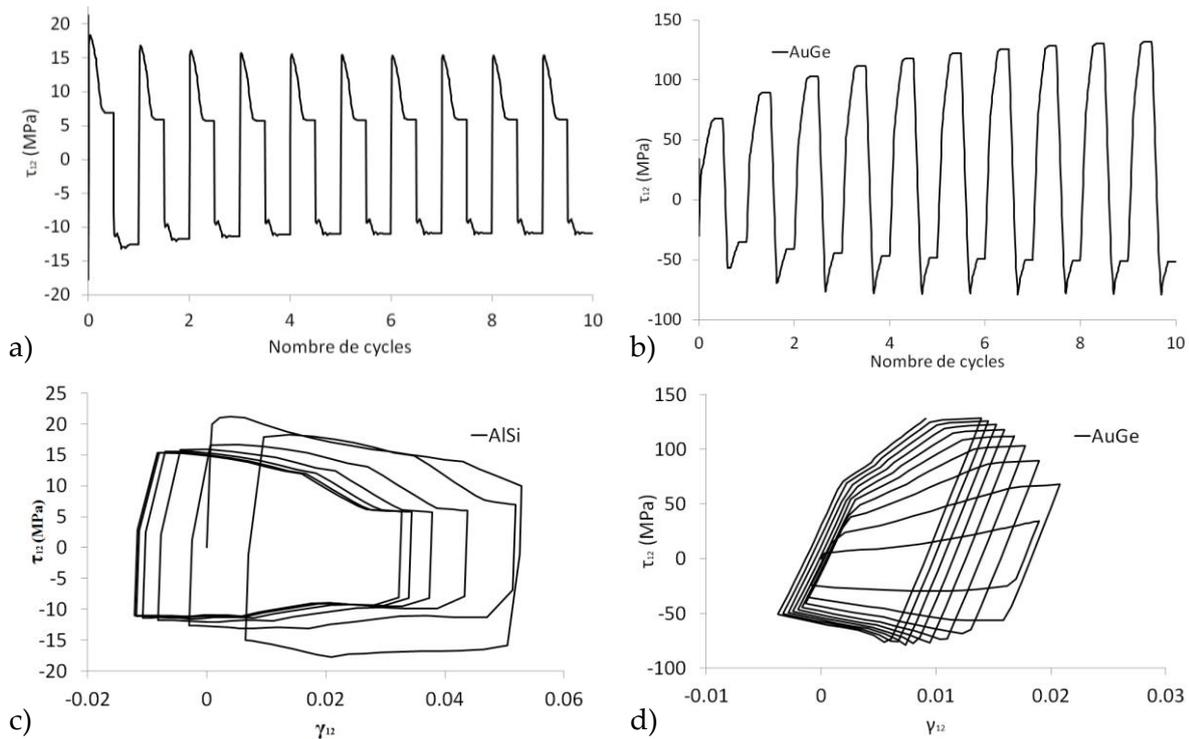 20
15
10
5
0
-5
-10
-15
-20
τ₁₂ (MPa)
0 2 4 6 8 10
Nombre de cycles
a)
150
100
50
0
-50
-100
τ₁₂ (MPa)
AuGe
0 2 4 6 8 10
Nombre de cycles
b)
25
20
15
10
5
0
-5
-10
-15
-20
τ₁₂ (MPa)
AlSi
-0.02 0 0.02 0.04 0.06
γ₁₂
c)
150
100
50
0
-50
-100
τ₁₂ (MPa)
AuGe
-0.01 0 0.01 0.02 0.03
γ₁₂
d)